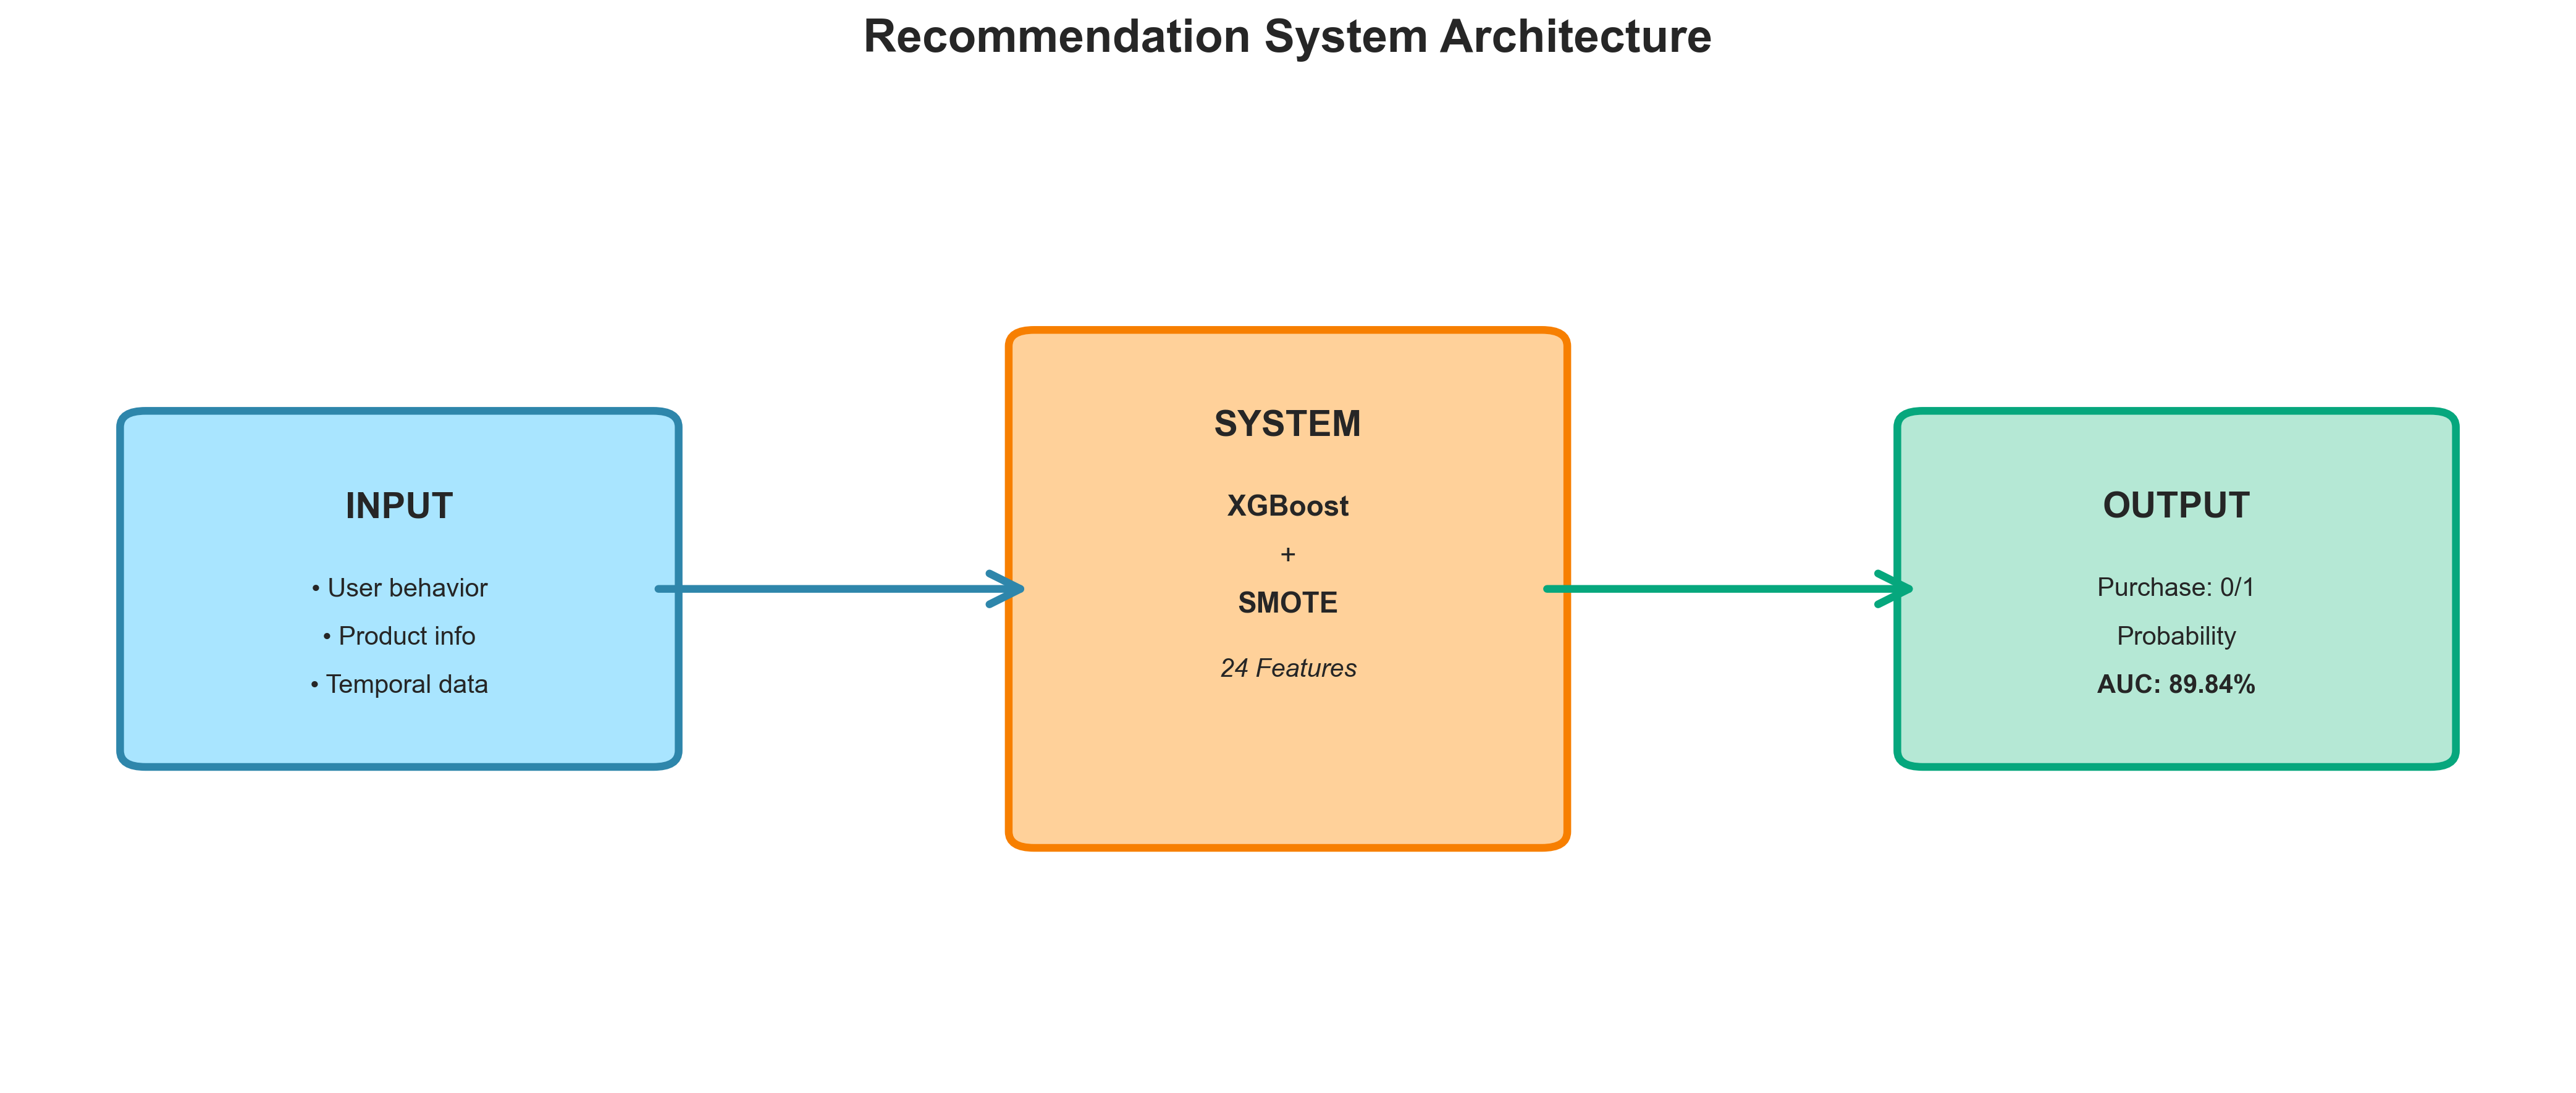 Recommendation System Architecture
INPUT
• User behavior
• Product info
• Temporal data
SYSTEM
XGBoost
+
SMOTE
24 Features
OUTPUT
Purchase: 0/1
Probability
AUC: 89.84%